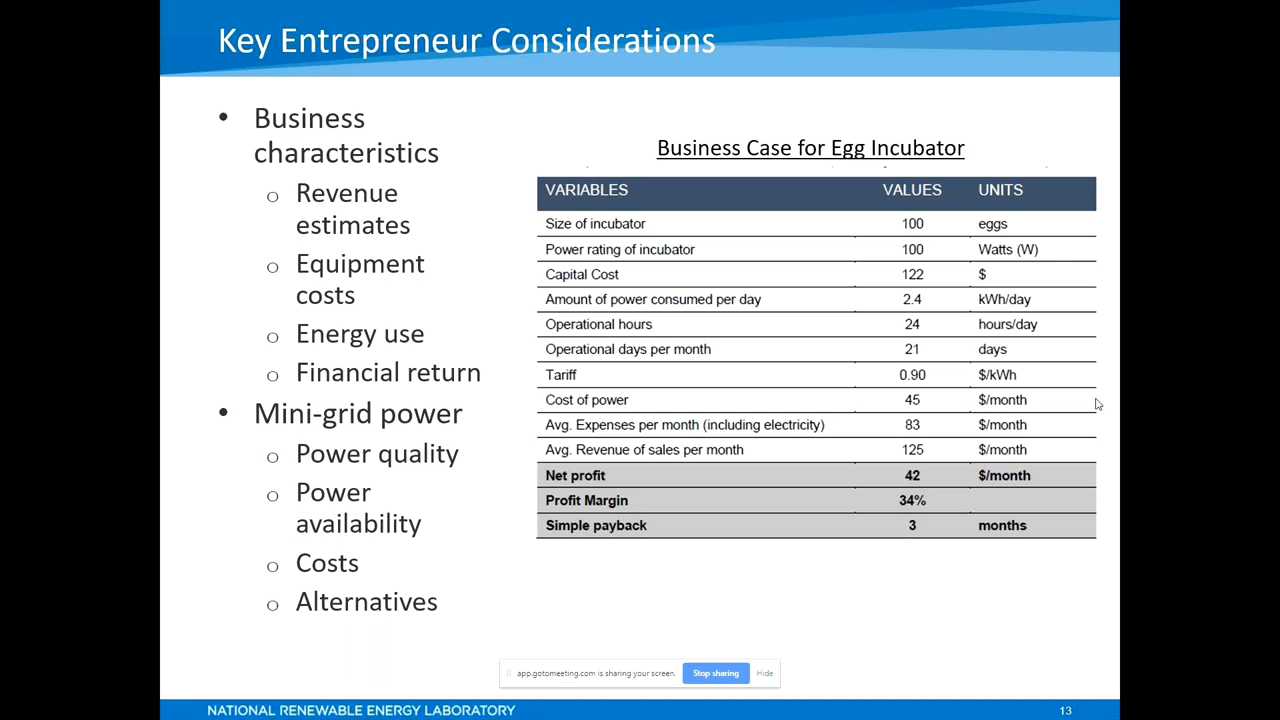 Key Entrepreneur Considerations
• Business
characteristics
o Revenue
estimates
o Equipment
costs
o Energy use
o Financial return
• Mini-grid power
o Power quality
o Power
availability
o Costs
o Alternatives
Business Case for Egg Incubator
VARIABLES VALUES UNITS
Size of incubator 100 eggs
Power rating of incubator 100 Watts (W)
Capital Cost 122 $
Amount of power consumed per day 2.4 kWh/day
Operational hours 24 hours/day
Operational days per month 21 days
Tariff 0.90 $/kWh
Cost of power 45 $/month
Avg. Expenses per month (including electricity) 83 $/month
Avg. Revenue of sales per month 125 $/month
Net profit 42 $/month
Profit Margin 34%
Simple payback 3 months
app.gotomeeting.com is sharing your screen. Stop sharing Hide
NATIONAL RENEWABLE ENERGY LABORATORY 13